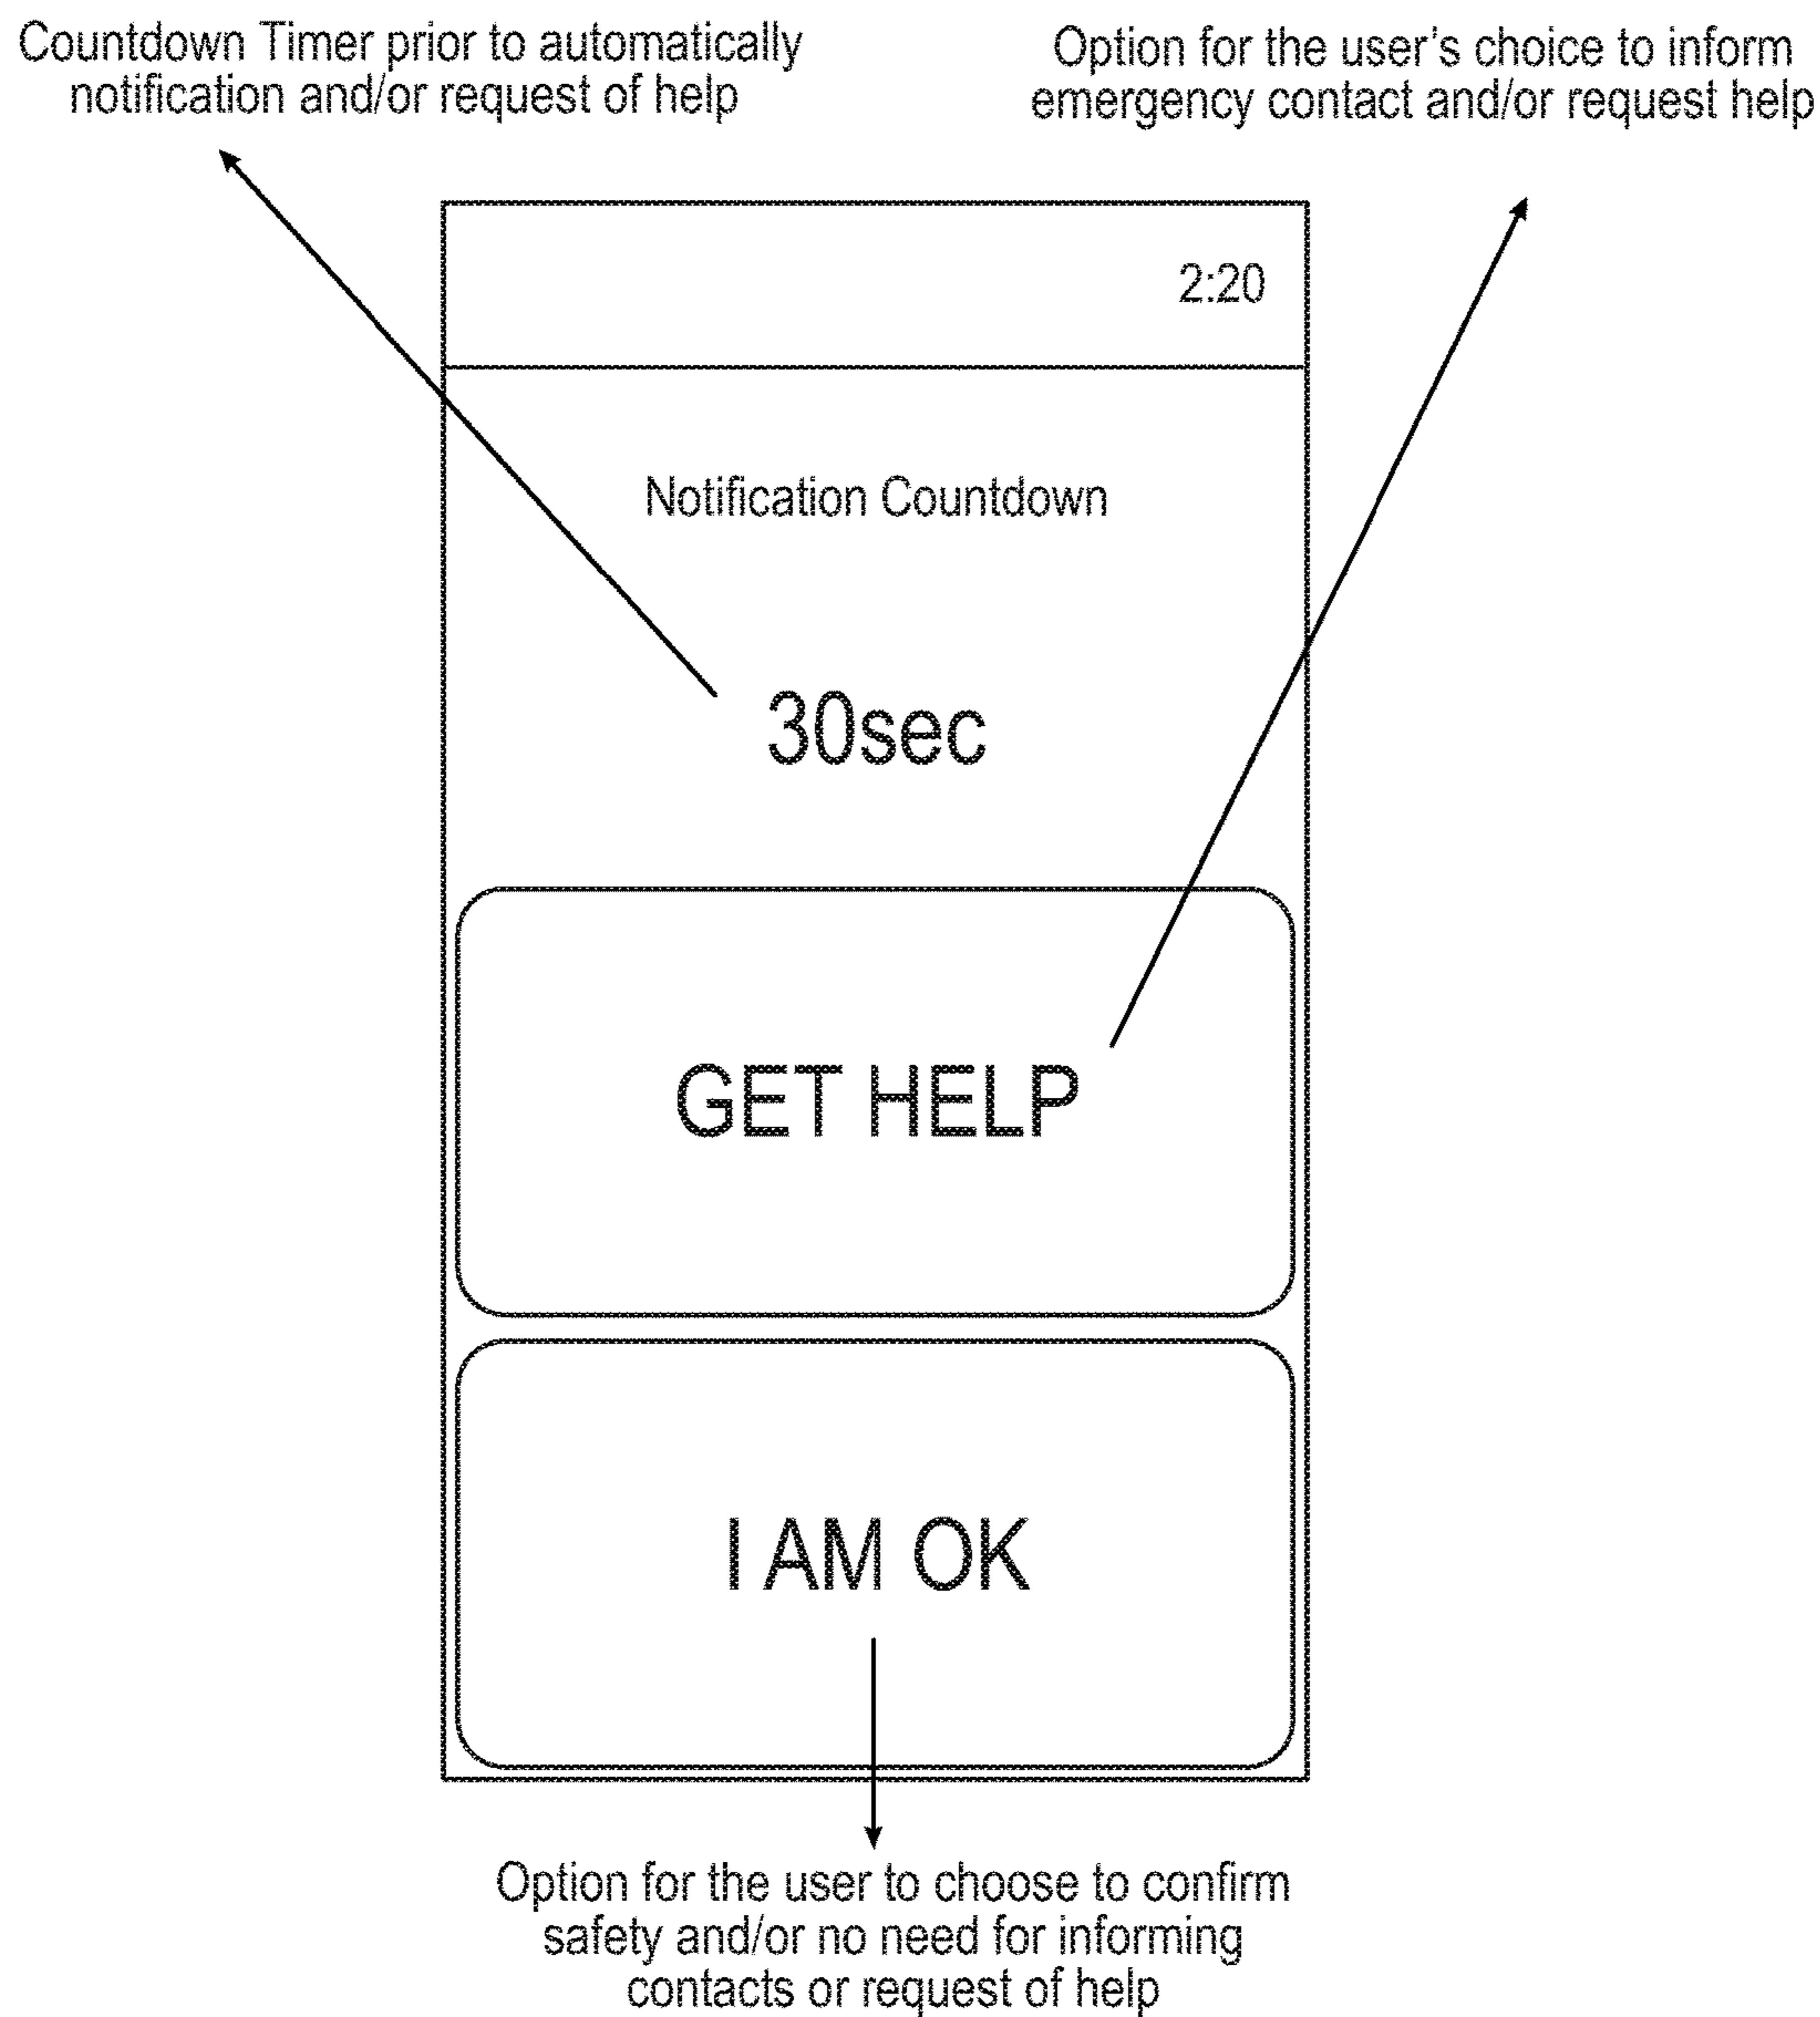 Countdown Timer prior to automatically
notification and/or request of help
Option for the user's choice to inform
emergency contact and/or request help
2:20
Notification Countdown
30sec
GET HELP
I AM OK
Option for the user to choose to confirm
safety and/or no need for informing
contacts or request of help